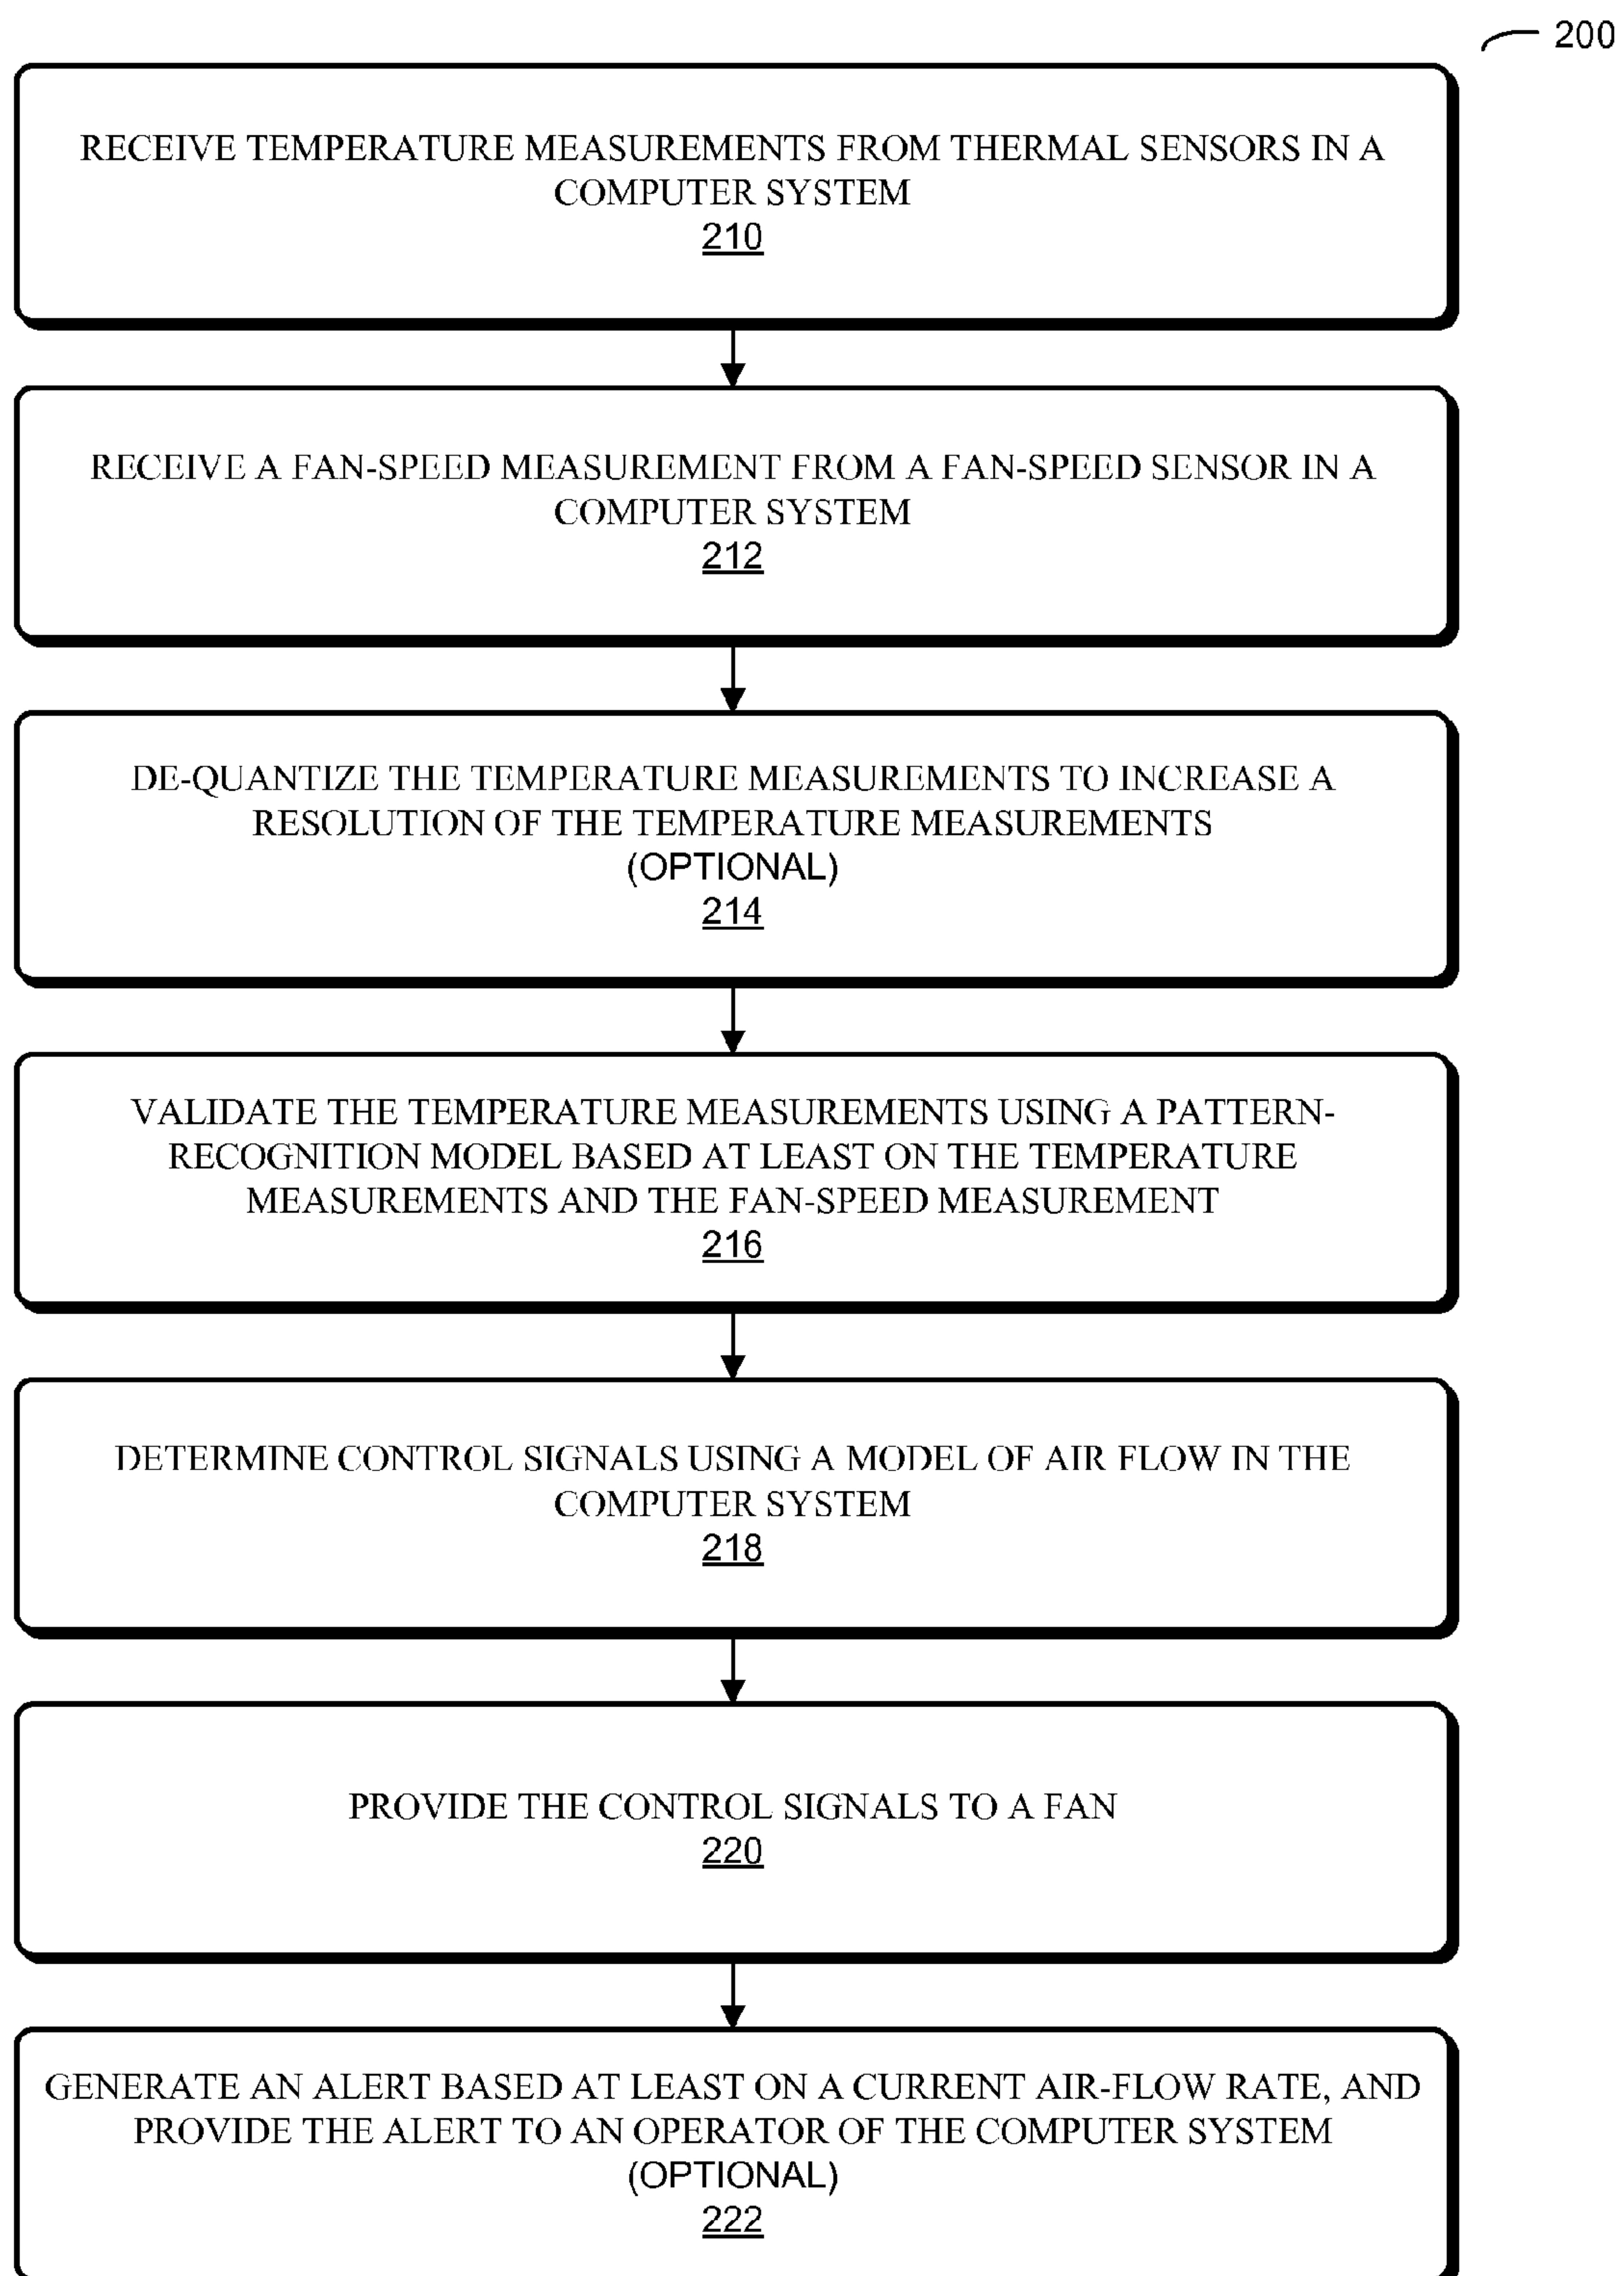 200
RECEIVE TEMPERATURE MEASUREMENTS FROM THERMAL SENSORS IN A
COMPUTER SYSTEM
210
RECEIVE A FAN-SPEED MEASUREMENT FROM A FAN-SPEED SENSOR IN A
COMPUTER SYSTEM
212
DE-QUANTIZE THE TEMPERATURE MEASUREMENTS TO INCREASE A
RESOLUTION OF THE TEMPERATURE MEASUREMENTS
(OPTIONAL)
214
VALIDATE THE TEMPERATURE MEASUREMENTS USING A PATTERN-
RECOGNITION MODEL BASED AT LEAST ON THE TEMPERATURE
MEASUREMENTS AND THE FAN-SPEED MEASUREMENT
216
DETERMINE CONTROL SIGNALS USING A MODEL OF AIR FLOW IN THE
COMPUTER SYSTEM
218
PROVIDE THE CONTROL SIGNALS TO A FAN
220
GENERATE AN ALERT BASED AT LEAST ON A CURRENT AIR-FLOW RATE, AND
PROVIDE THE ALERT TO AN OPERATOR OF THE COMPUTER SYSTEM
(OPTIONAL)
222